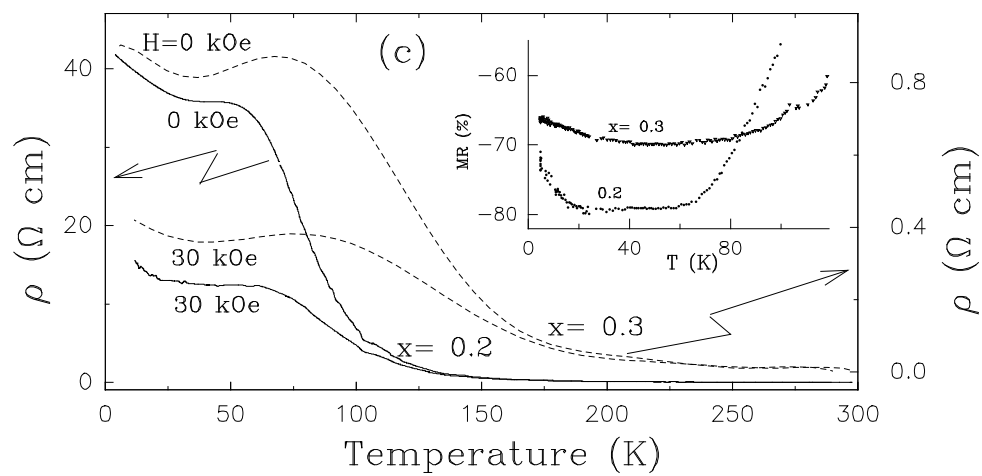 H=0 kOe
(c)
0 kOe
30 kOe
30 kOe
x= 0.2
x= 0.3
40
20
0
ρ (Ω cm)
0.8
0.4
0.0
ρ (Ω cm)
0 50 100 150 200 250 300
Temperature (K)
−60
−70
−80
MR (%)
x= 0.3
0.2
0 40 80
T (K)